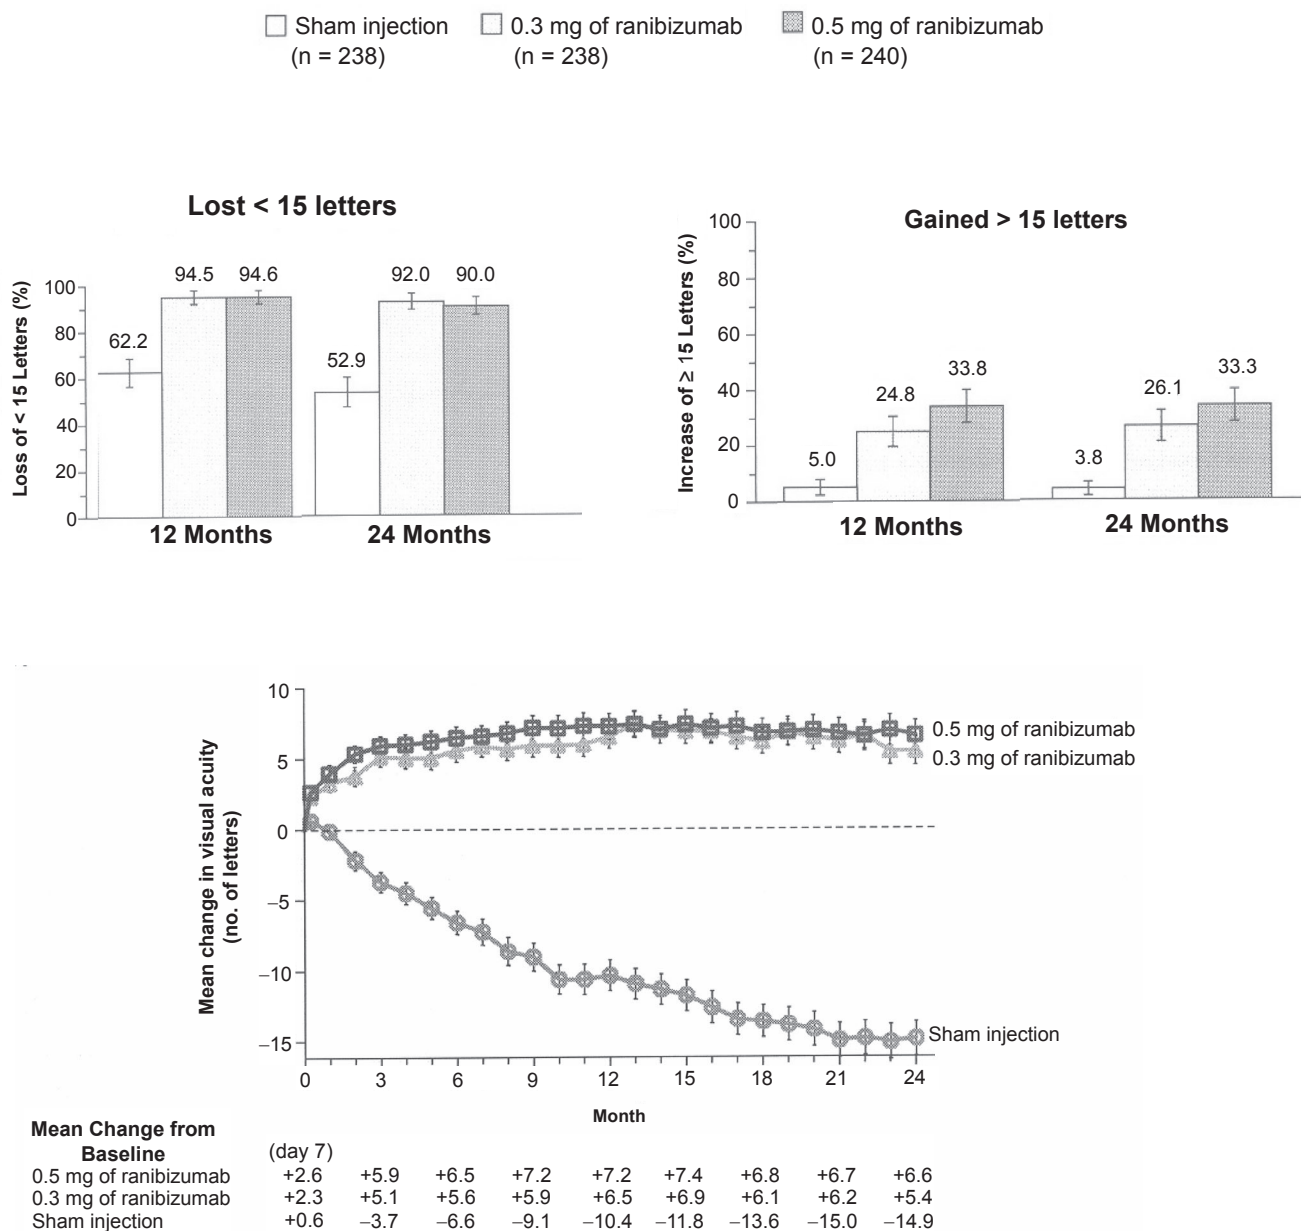 Sham injection
(n = 238)
0.3 mg of ranibizumab
(n = 238)
0.5 mg of ranibizumab
(n = 240)
Lost < 15 letters
Loss of < 15 Letters (%)
100
80
60
40
20
0
62.2
94.5
94.6
52.9
92.0
90.0
12 Months
24 Months
Gained > 15 letters
Increase of ≥ 15 Letters (%)
100
80
60
40
20
0
5.0
24.8
33.8
3.8
26.1
33.3
12 Months
24 Months
Mean change in visual acuity
(no. of letters)
10
5
0
−5
−10
−15
0.5 mg of ranibizumab
0.3 mg of ranibizumab
Sham injection
0 3 6 9 12 15 18 21 24
Month
Mean Change from
Baseline
(day 7)
0.5 mg of ranibizumab +2.6 +5.9 +6.5 +7.2 +7.2 +7.4 +6.8 +6.7 +6.6
0.3 mg of ranibizumab +2.3 +5.1 +5.6 +5.9 +6.5 +6.9 +6.1 +6.2 +5.4
Sham injection +0.6 −3.7 −6.6 −9.1 −10.4 −11.8 −13.6 −15.0 −14.9